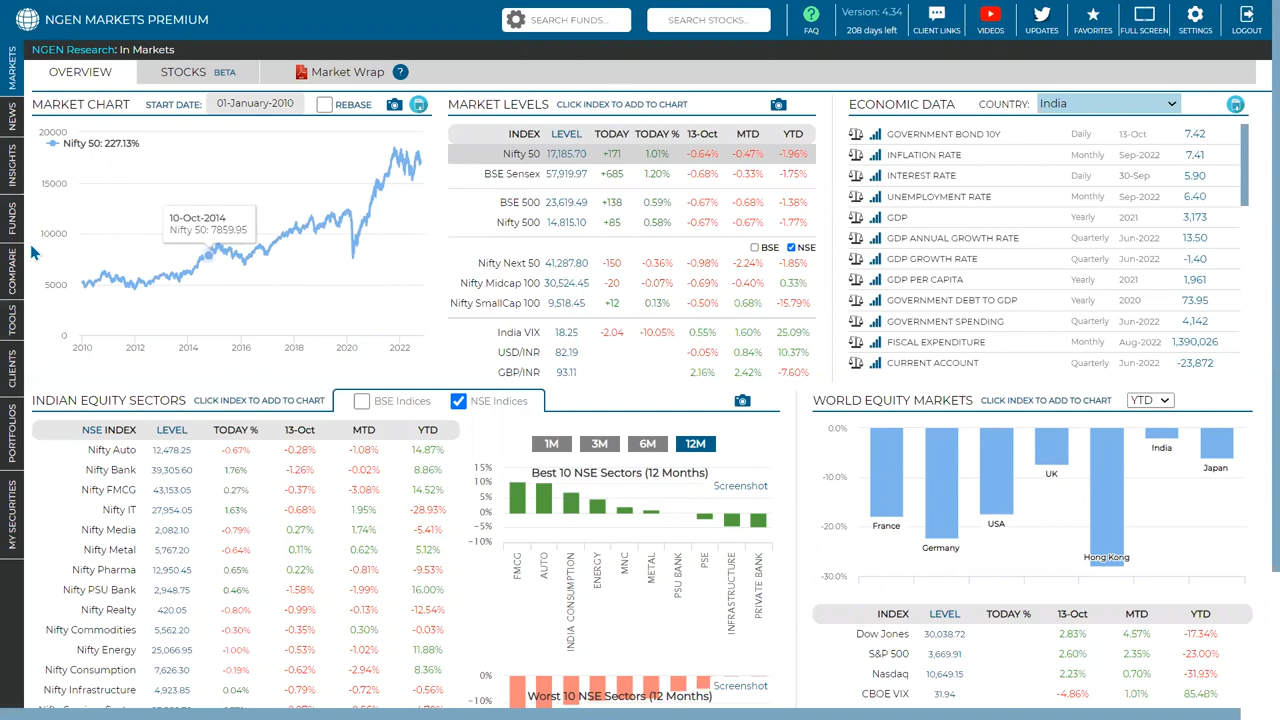 NGEN MARKETS PREMIUM
SEARCH FUNDS...
SEARCH STOCKS...
FAQ
Version: 4.34
208 days left
CLIENT LINKS
VIDEOS
UPDATES
FAVORITES
FULL SCREEN
SETTINGS
LOGOUT
MARKETS
NEWS
INSIGHTS
FUNDS
COMPARE
TOOLS
CLIENTS
PORTFOLIOS
MY SECURITIES
NGEN Research: In Markets
OVERVIEW
STOCKS BETA
Market Wrap ?
MARKET CHART START DATE: 01-January-2010 REBASE
20000
15000
10000
5000
0
Nifty 50: 227.13%
10-Oct-2014
Nifty 50: 7859.95
2010 2012 2014 2016 2018 2020 2022
MARKET LEVELS CLICK INDEX TO ADD TO CHART
INDEX LEVEL TODAY TODAY % 13-Oct MTD YTD
Nifty 50 17,185.70 +171 1.01% -0.64% -0.47% -1.96%
BSE Sensex 57,919.97 +685 1.20% -0.68% -0.33% -1.75%
BSE 500 23,619.49 +138 0.59% -0.67% -0.68% -1.38%
Nifty 500 14,815.10 +85 0.58% -0.67% -0.67% -1.77%
BSE NSE
Nifty Next 50 41,287.80 -150 -0.36% -0.98% -2.24% -1.85%
Nifty Midcap 100 30,524.45 -20 -0.07% -0.69% -0.40% 0.33%
Nifty SmallCap 100 9,518.45 +12 0.13% -0.50% 0.68% -15.79%
India VIX 18.25 -2.04 -10.05% 0.55% 1.60% 25.09%
USD/INR 82.19 -0.05% 0.84% 10.37%
GBP/INR 93.11 2.16% 2.42% -7.60%
ECONOMIC DATA COUNTRY: India
GOVERNMENT BOND 10Y Daily 13-Oct 7.42
INFLATION RATE Monthly Sep-2022 7.41
INTEREST RATE Daily 30-Sep 5.90
UNEMPLOYMENT RATE Monthly Sep-2022 6.40
GDP Yearly 2021 3,173
GDP ANNUAL GROWTH RATE Quarterly Jun-2022 13.50
GDP GROWTH RATE Quarterly Jun-2022 -1.40
GDP PER CAPITA Yearly 2021 1,961
GOVERNMENT DEBT TO GDP Yearly 2020 73.95
GOVERNMENT SPENDING Quarterly Jun-2022 4,142
FISCAL EXPENDITURE Monthly Aug-2022 1,390,026
CURRENT ACCOUNT Quarterly Jun-2022 -23,872
INDIAN EQUITY SECTORS CLICK INDEX TO ADD TO CHART BSE Indices NSE Indices
NSE INDEX LEVEL TODAY % 13-Oct MTD YTD
Nifty Auto 12,478.25 -0.67% -0.28% -1.08% 14.87%
Nifty Bank 39,305.60 1.76% -1.26% -0.02% 8.86%
Nifty FMCG 43,153.05 0.27% -0.37% -3.08% 14.52%
Nifty IT 27,954.05 1.63% -0.68% 1.95% -28.93%
Nifty Media 2,082.10 -0.79% 0.27% 1.74% -5.41%
Nifty Metal 5,767.20 -0.64% 0.11% 0.62% 5.12%
Nifty Pharma 12,950.45 0.65% 0.22% -0.81% -9.53%
Nifty PSU Bank 2,948.75 0.46% -1.58% -1.99% 16.00%
Nifty Realty 420.05 -0.80% -0.99% -0.13% -12.54%
Nifty Commodities 5,562.20 -0.30% -0.35% 0.30% -0.03%
Nifty Energy 25,066.95 -1.00% -0.53% -1.02% 11.88%
Nifty Consumption 7,626.30 -0.19% -0.62% -2.94% 8.36%
Nifty Infrastructure 4,923.85 0.04% -0.79% -0.72% -0.56%
1M 3M 6M 12M
Best 10 NSE Sectors (12 Months)
Screenshot
15%
10%
5%
0%
-5%
-10%
FMCG
AUTO
INDIA CONSUMPTION
ENERGY
MNC
METAL
PSU BANK
PSE
INFRASTRUCTURE
PRIVATE BANK
0%
-10%
Worst 10 NSE Sectors (12 Months)
Screenshot
WORLD EQUITY MARKETS CLICK INDEX TO ADD TO CHART YTD
0.0%
-10.0%
-20.0%
-30.0%
France
Germany
USA
UK
Hong Kong
India
Japan
INDEX LEVEL TODAY % 13-Oct MTD YTD
Dow Jones 30,038.72 2.83% 4.57% -17.34%
S&P 500 3,669.91 2.60% 2.35% -23.00%
Nasdaq 10,649.15 2.23% 0.70% -31.93%
CBOE VIX 31.94 -4.86% 1.01% 85.48%